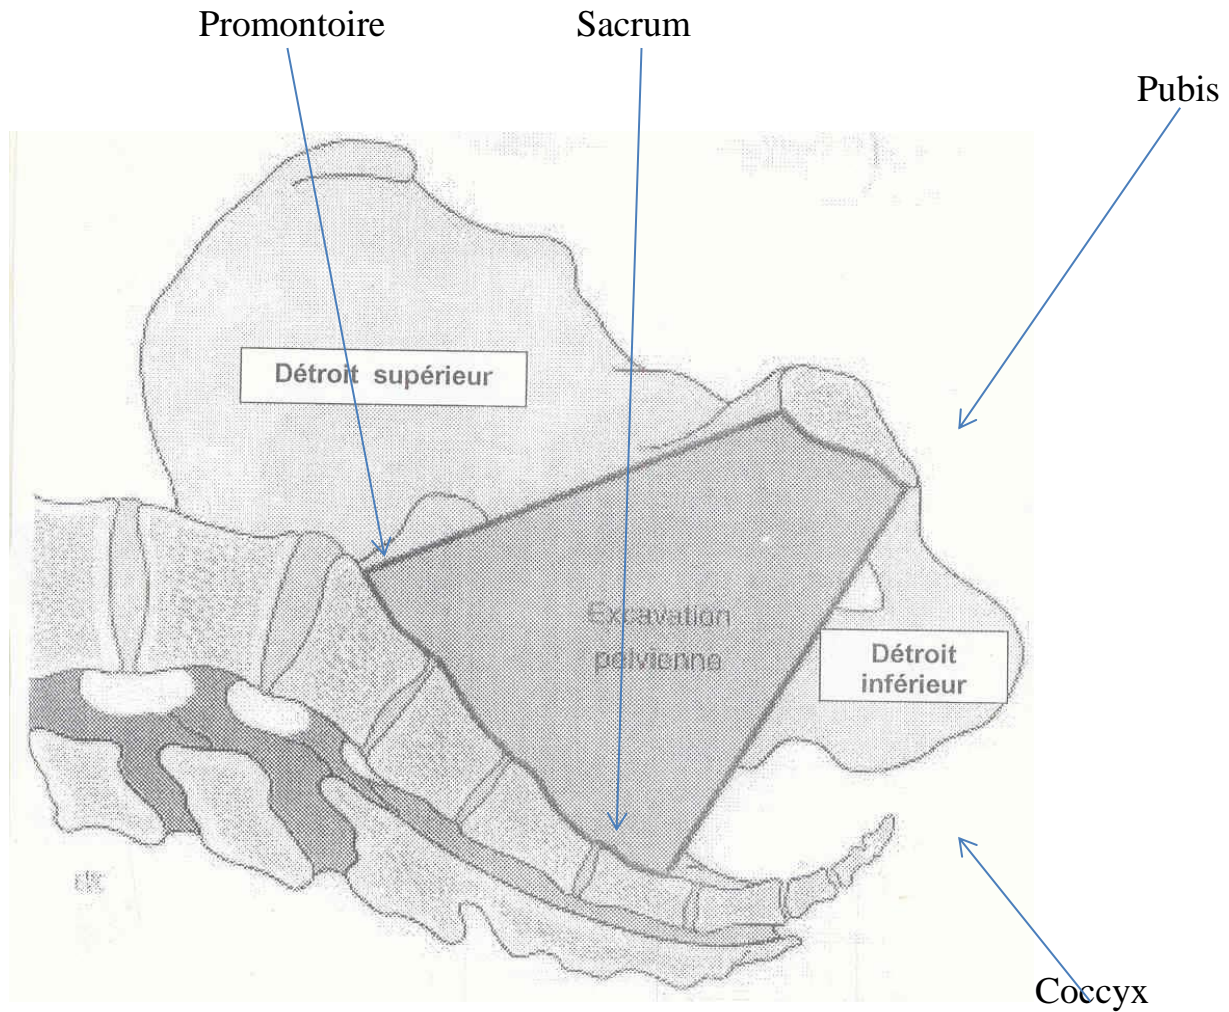 Promontoire
Sacrum
Pubis
Détroit supérieur
Excavation
pelvienne
Détroit
inférieur
Coccyx